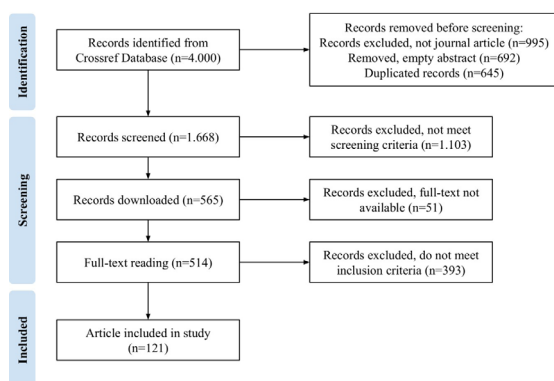 Identification
Records identified from
Crossref Database (n=4.000)
Records removed before screening:
Records excluded, not journal article (n=995)
Removed, empty abstract (n=692)
Duplicated records (n=645)
Screening
Records screened (n=1.668)
Records excluded, not meet
screening criteria (n=1.103)
Records downloaded (n=565)
Records excluded, full-text not
available (n=51)
Full-text reading (n=514)
Records excluded, do not meet
inclusion criteria (n=393)
Included
Article included in study
(n=121)